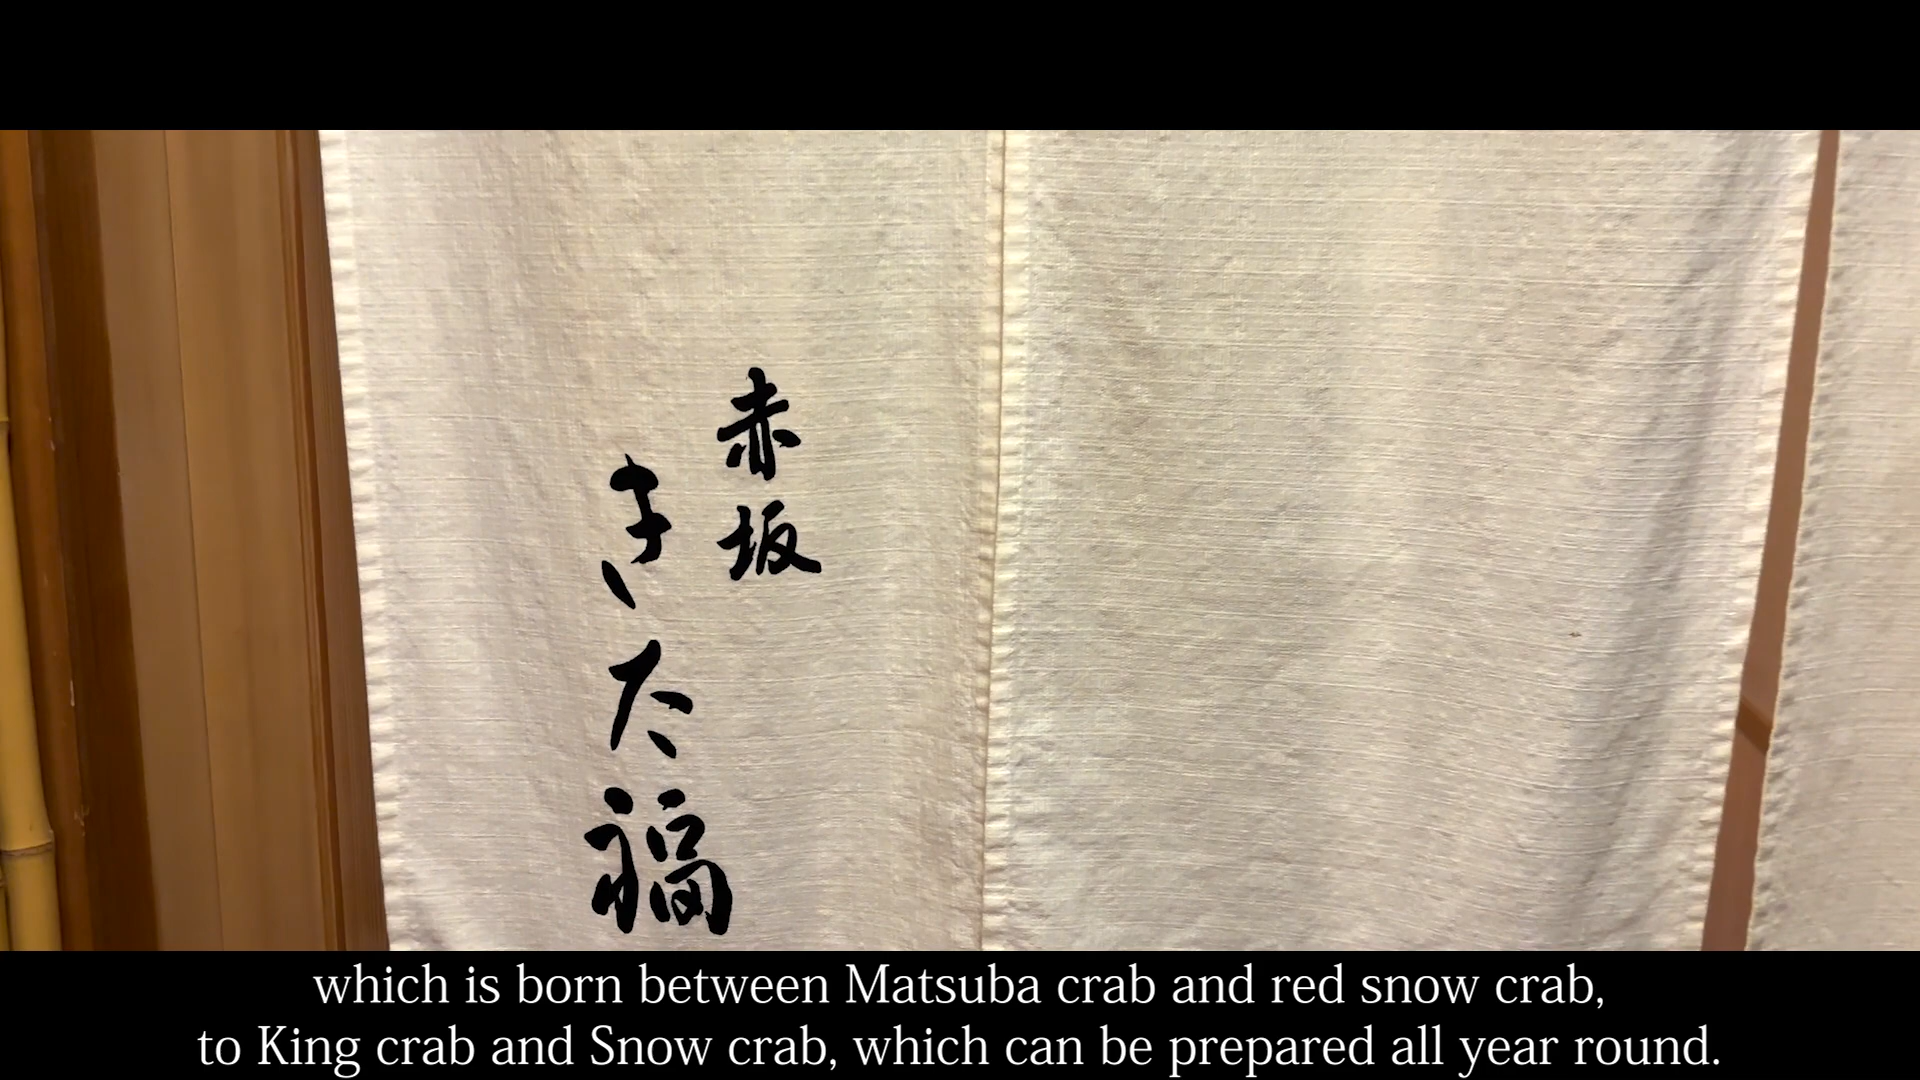 赤坂
きた福
which is born between Matsuba crab and red snow crab,
to King crab and Snow crab, which can be prepared all year round.